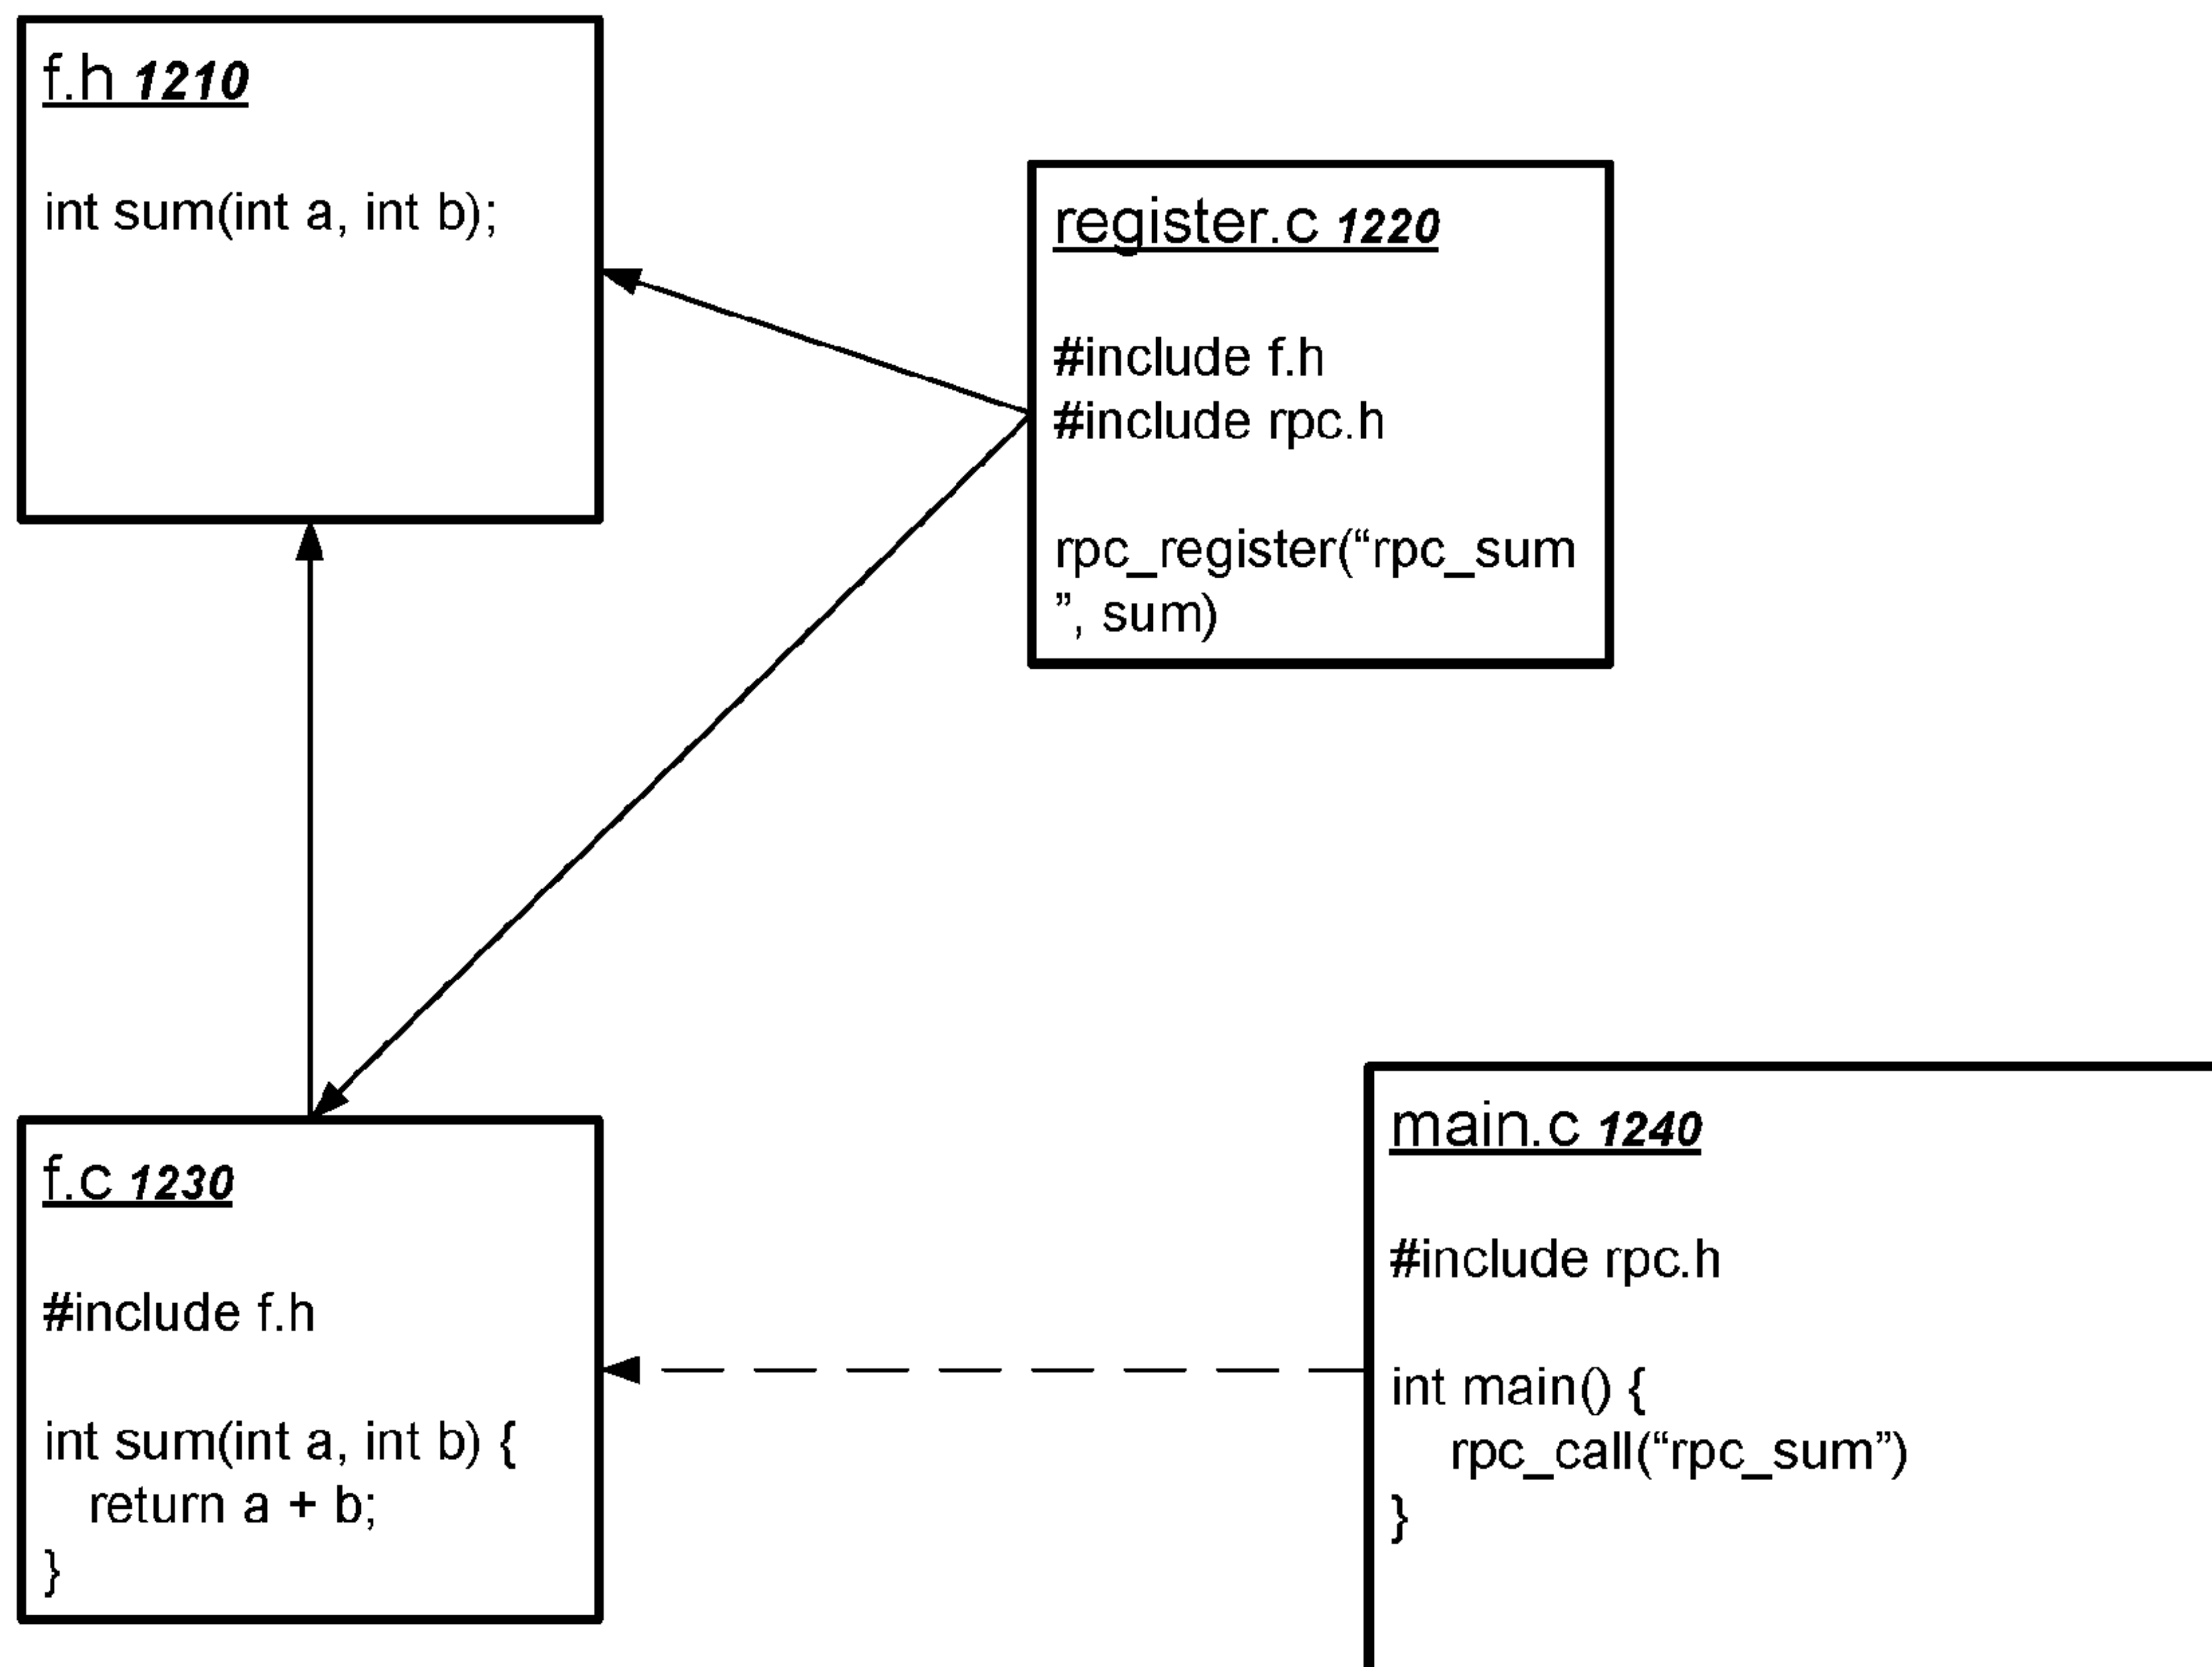 f.h 1210
int sum(int a, int b);
register.c 1220
#include f.h
#include rpc.h
rpc_register(“rpc_sum
”, sum)
f.c 1230
#include f.h
int sum(int a, int b) {
return a + b;
}
main.c 1240
#include rpc.h
int main() {
rpc_call(“rpc_sum”)
}